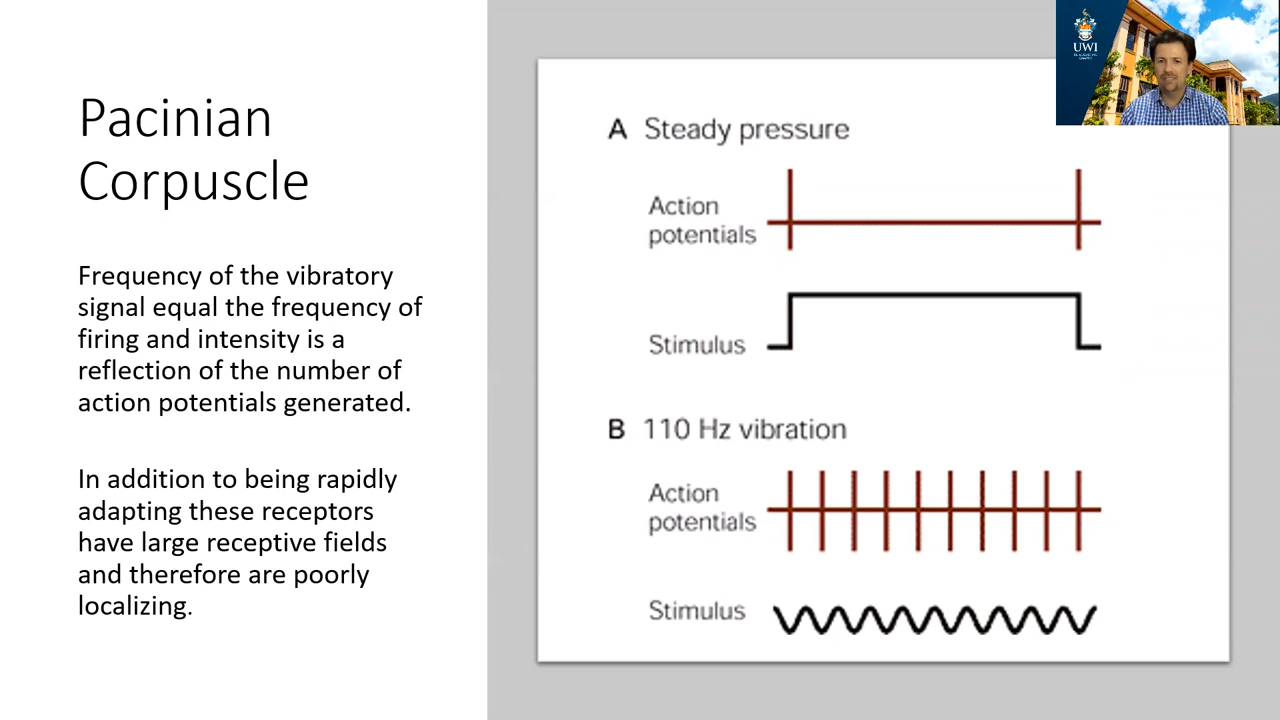 Pacinian
Corpuscle
Frequency of the vibratory
signal equal the frequency of
firing and intensity is a
reflection of the number of
action potentials generated.
In addition to being rapidly
adapting these receptors
have large receptive fields
and therefore are poorly
localizing.
A Steady pressure
Action
potentials
Stimulus
B 110 Hz vibration
Action
potentials
Stimulus
UWI